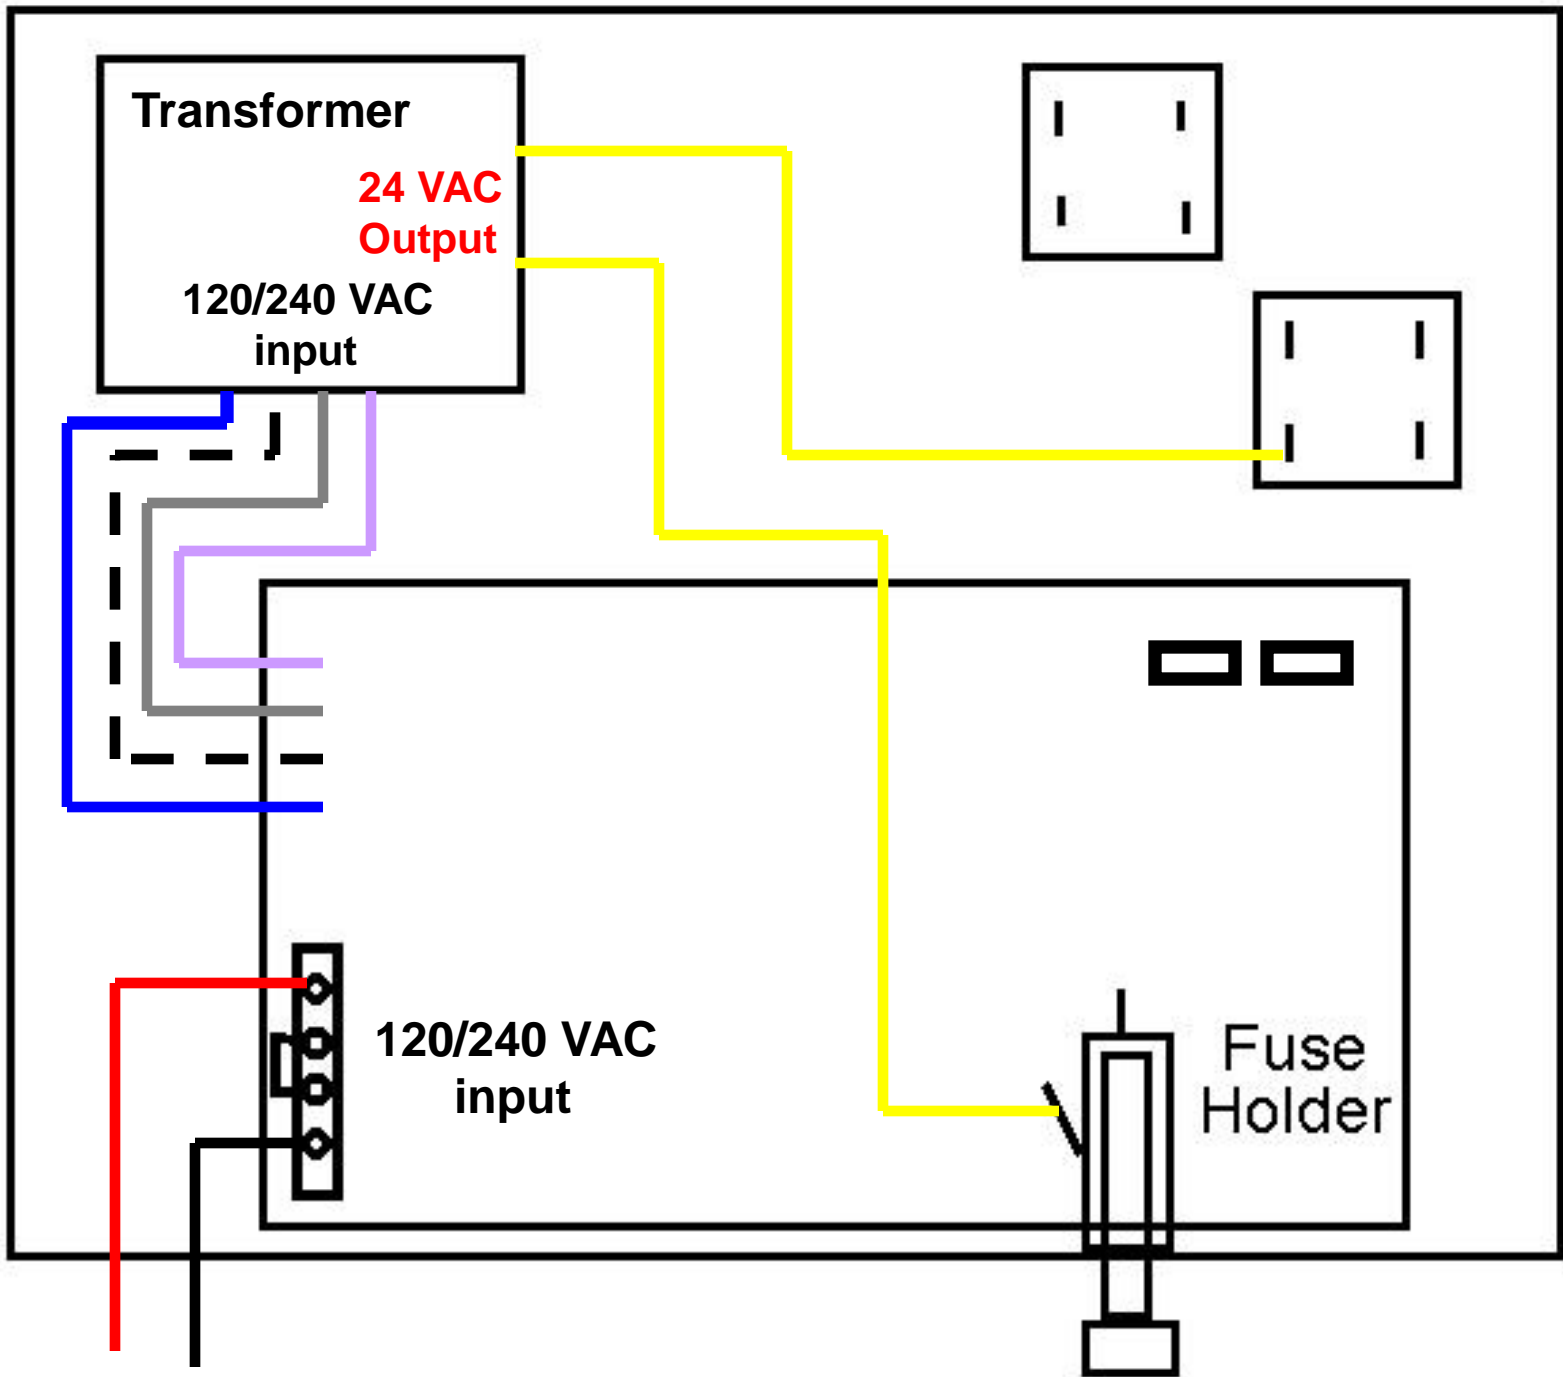 Transformer
24 VAC
Output
120/240 VAC
input
120/240 VAC
input
Fuse
Holder